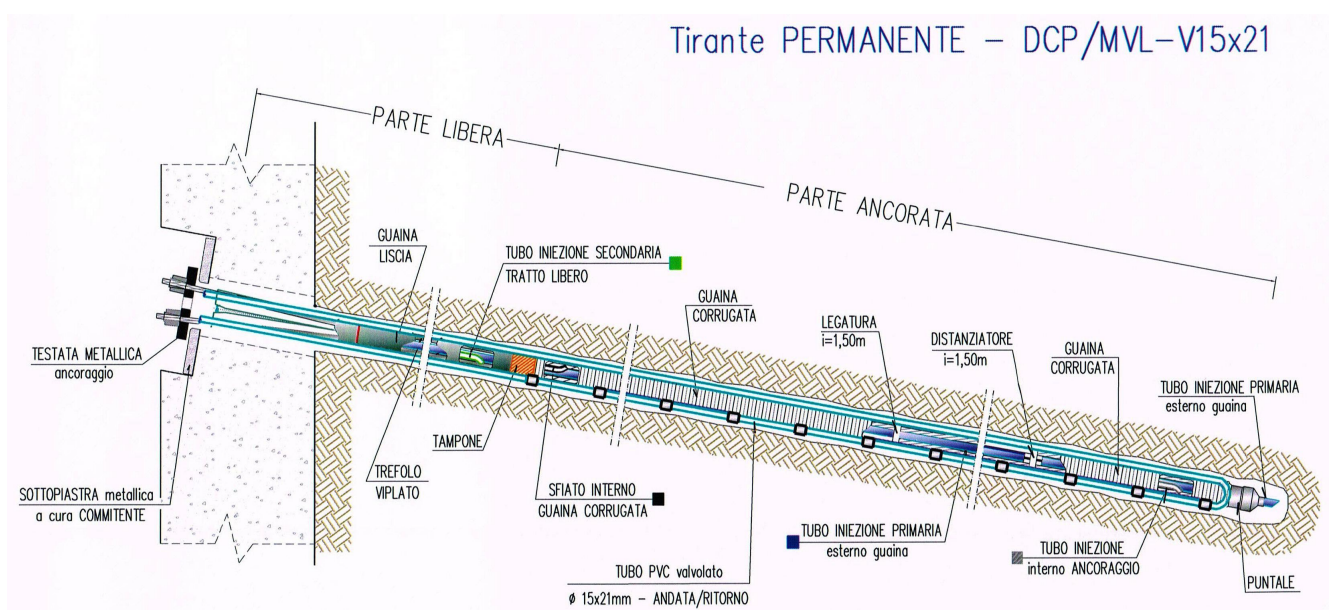 Tirante PERMANENTE - DCP/MVL-V15x21
PARTE LIBERA
PARTE ANCORATA
GUAINA
LISCIA
TUBO INIEZIONE SECONDARIA
TRATTO LIBERO
GUAINA
CORRUGATA
LEGATURA
i=1,50m
DISTANZIATORE
i=1,50m
GUAINA
CORRUGATA
TUBO INIEZIONE PRIMARIA
esterno guaina
TESTATA METALLICA
ancoraggio
TAMPONE
TREFOLO
VIPLATO
SOTTOPIASTRA metallica
a cura COMMITENTE
SFIATO INTERNO
GUAINA CORRUGATA
TUBO INIEZIONE PRIMARIA
esterno guaina
TUBO INIEZIONE
interno ANCORAGGIO
TUBO PVC valvolato
ø 15x21mm - ANDATA/RITORNO
PUNTALE